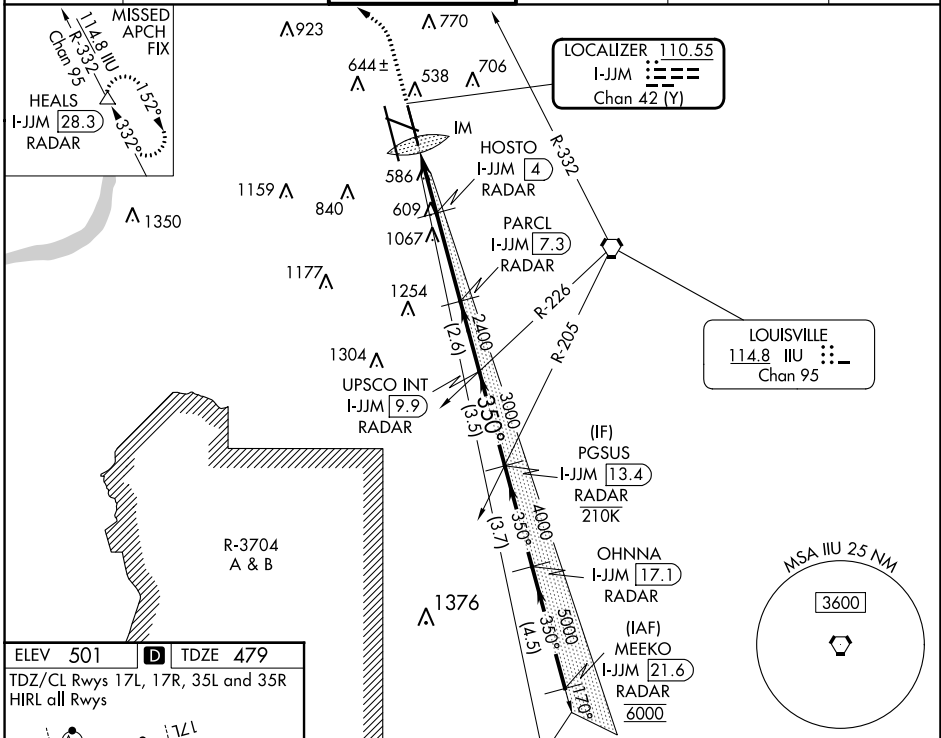 MISSED
APCH
FIX
114.8 IIU
R-332
Chan 95
HEALS
I-JJM 28.3
RADAR
152°
332°
923
770
644±
538
706
LOCALIZER 110.55
I-JJM
Chan 42 (Y)
IM
R-332
HOSTO
I-JJM 4
RADAR
586
1159
840
609
1350
1067
PARCL
I-JJM 7.3
RADAR
1177
1254
R-226
R-205
2400
(2.6)
LOUISVILLE
114.8 IIU
Chan 95
1304
UPSCO INT
I-JJM 9.9
RADAR
350°
3000
(3.5)
(IF)
PGSUS
I-JJM 13.4
RADAR
210K
R-3704
A & B
(3.7)
350°
4000
OHNNA
I-JJM 17.1
RADAR
1376
(4.5)
350°
5000
(IAF)
MEEKO
I-JJM 21.6
RADAR
6000
170°
MSA IIU 25 NM
3600
ELEV 501 D TDZE 479
TDZ/CL Rwys 17L, 17R, 35L and 35R
HIRL all Rwys
17L